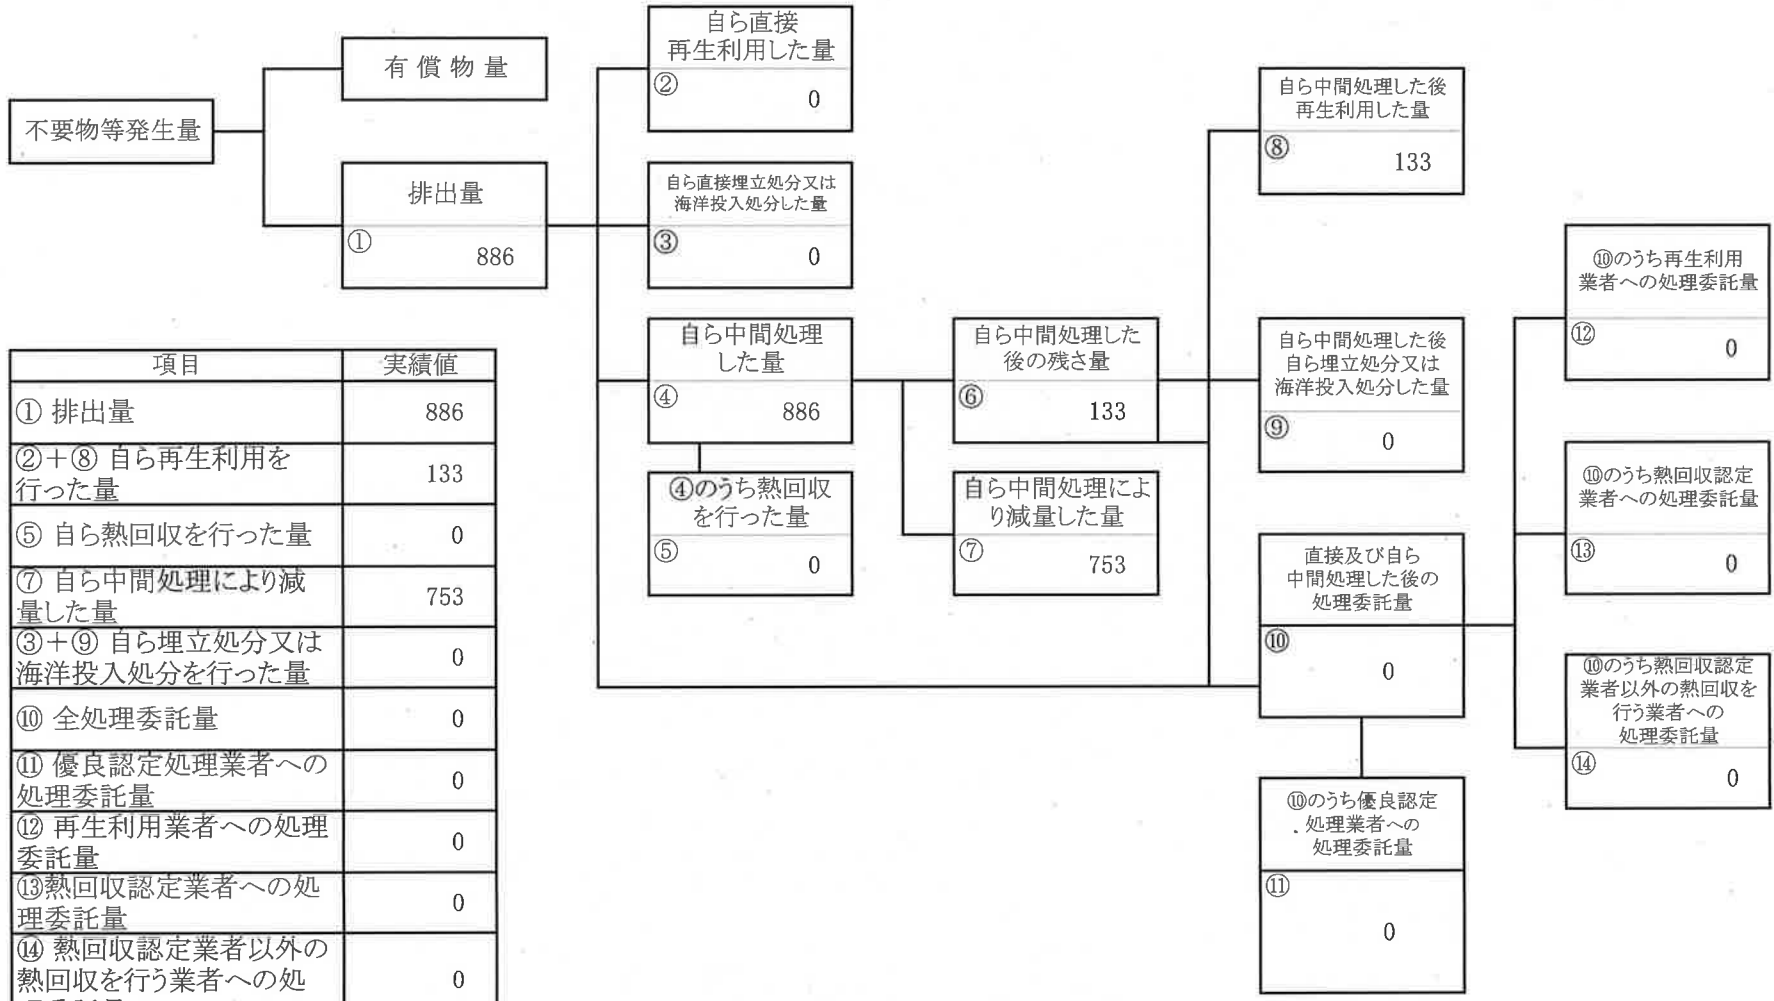 不要物等発生量
有償物量
排出量
①
886
自ら直接
再生利用した量
②
0
自ら直接埋立処分又は
海洋投入処分した量
③
0
自ら中間処理
した量
④
886
④のうち熱回収
を行った量
⑤
0
自ら中間処理した
後の残さ量
⑥
133
自ら中間処理によ
り減量した量
⑦
753
自ら中間処理した後
再生利用した量
⑧
133
自ら中間処理した後
自ら埋立処分又は
海洋投入処分した量
⑨
0
直接及び自ら
中間処理した後の
処理委託量
⑩
0
⑩のうち優良認定
処理業者への
処理委託量
⑪
0
⑩のうち再生利用
業者への処理委託量
⑫
0
⑩のうち熱回収認定
業者への処理委託量
⑬
0
⑩のうち熱回収認定
業者以外の熱回収を
行う業者への
処理委託量
⑭
0
項目 実績値
① 排出量 886
②+⑧ 自ら再生利用を
行った量 133
⑤ 自ら熱回収を行った量 0
⑦ 自ら中間処理により減
量した量 753
③+⑨ 自ら埋立処分又は
海洋投入処分を行った量 0
⑩ 全処理委託量 0
⑪ 優良認定処理業者への
処理委託量 0
⑫ 再生利用業者への処理
委託量 0
⑬熱回収認定業者への処
理委託量 0
⑭ 熱回収認定業者以外の
熱回収を行う業者への処 0